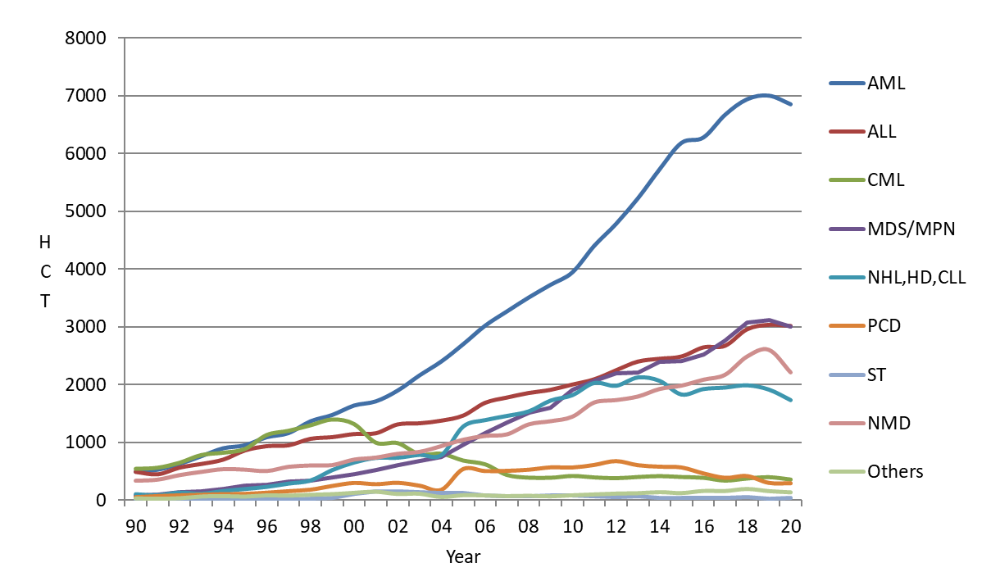 8000
7000
6000
5000
4000
3000
2000
1000
0
H
C
T
90 92 94 96 98 00 02 04 06 08 10 12 14 16 18 20
Year
AML
ALL
CML
MDS/MPN
NHL,HD,CLL
PCD
ST
NMD
Others